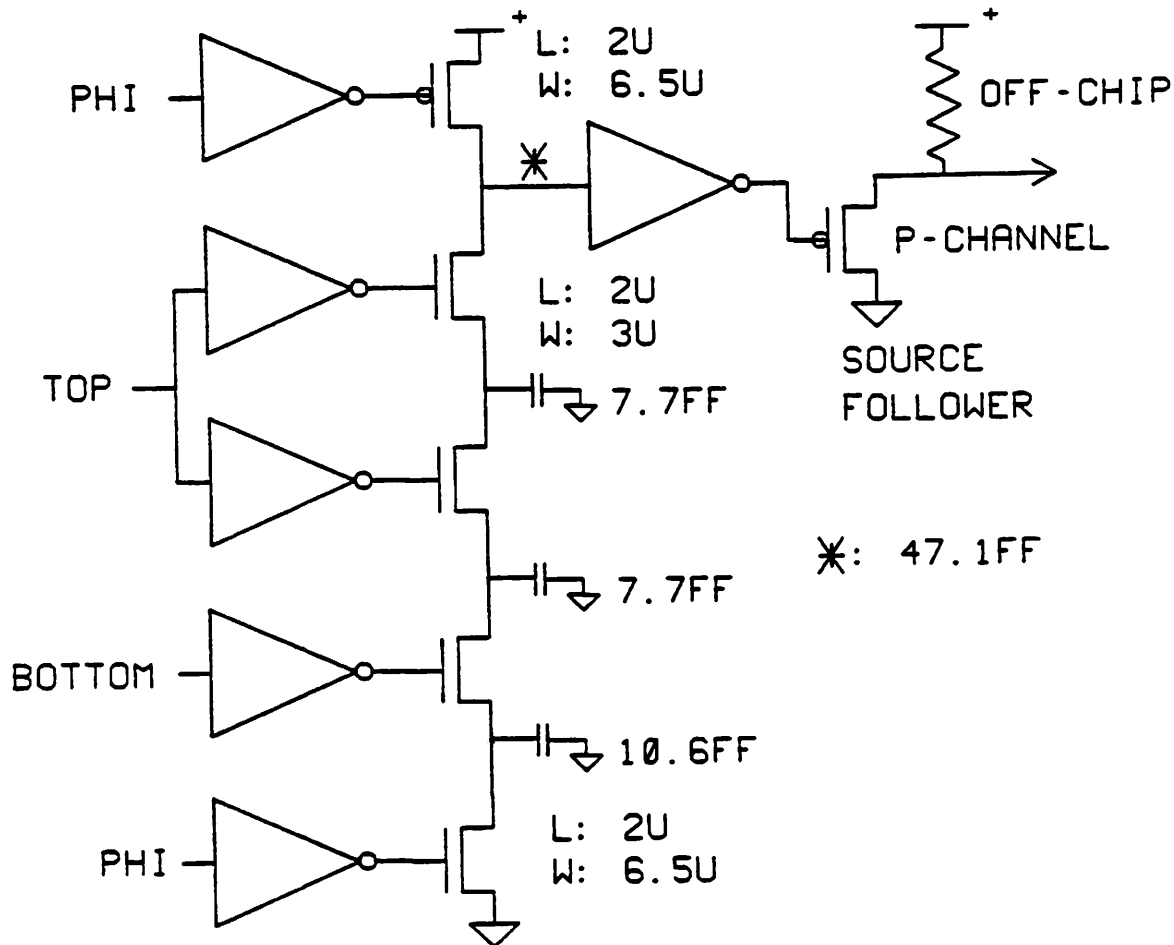 +
L: 2U
W: 6.5U
PHI
+
OFF-CHIP
*
P-CHANNEL
L: 2U
W: 3U
SOURCE
FOLLOWER
TOP
7.7FF
*: 47.1FF
7.7FF
BOTTOM
10.6FF
L: 2U
W: 6.5U
PHI